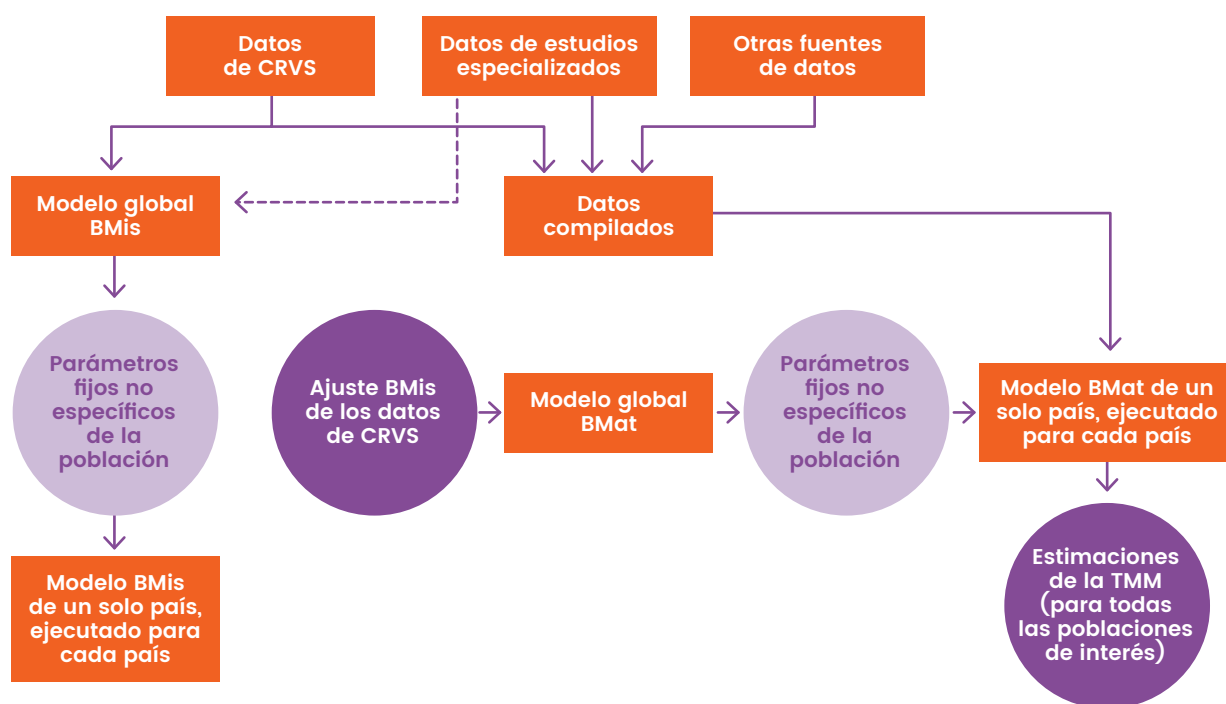 Datos
de CRVS
Datos de estudios
especializados
Otras fuentes
de datos
Modelo global
BMis
Datos
compilados
Parámetros
fijos no
específicos
de la
población
Ajuste BMis
de los datos
de CRVS
Modelo global
BMat
Parámetros
fijos no
específicos
de la
población
Modelo BMat de un
solo país, ejecutado
para cada país
Modelo BMis
de un solo país,
ejecutado para
cada país
Estimaciones
de la TMM
(para todas
las poblaciones
de interés)